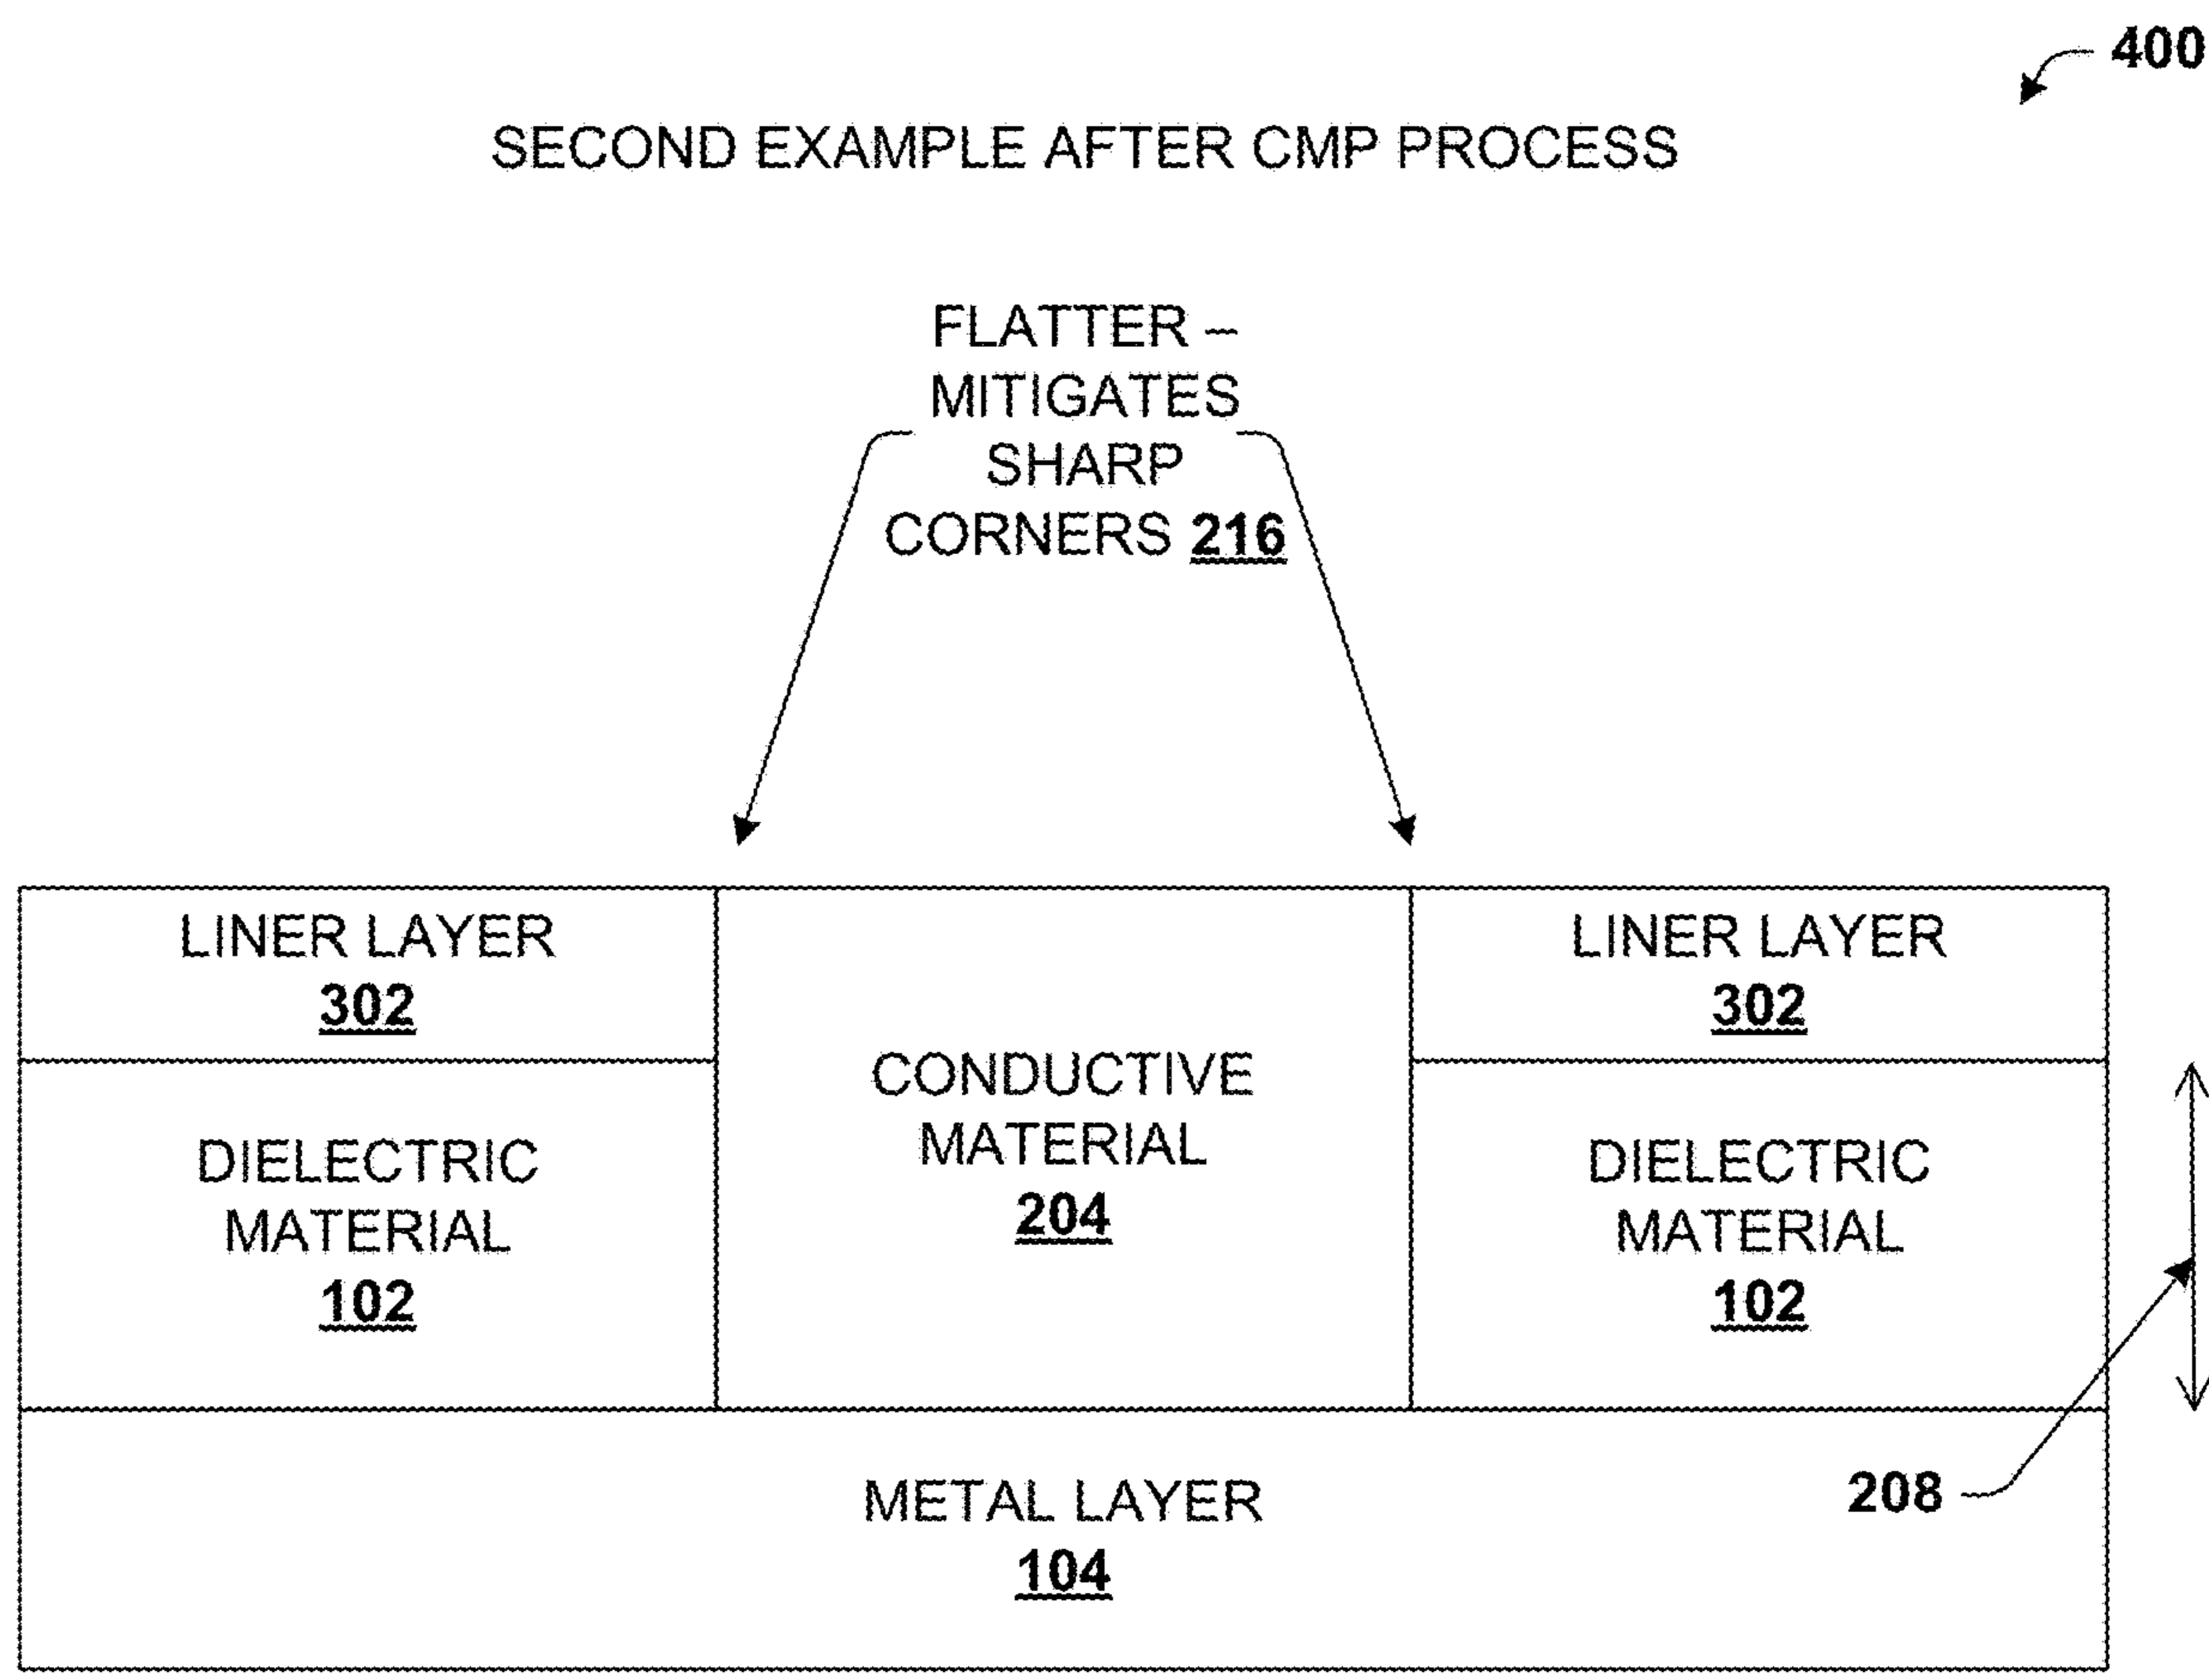 400
SECOND EXAMPLE AFTER CMP PROCESS
FLATTER –
MITIGATES
SHARP
CORNERS 216
LINER LAYER
302
LINER LAYER
302
CONDUCTIVE
MATERIAL
204
DIELECTRIC
MATERIAL
102
DIELECTRIC
MATERIAL
102
208
METAL LAYER
104